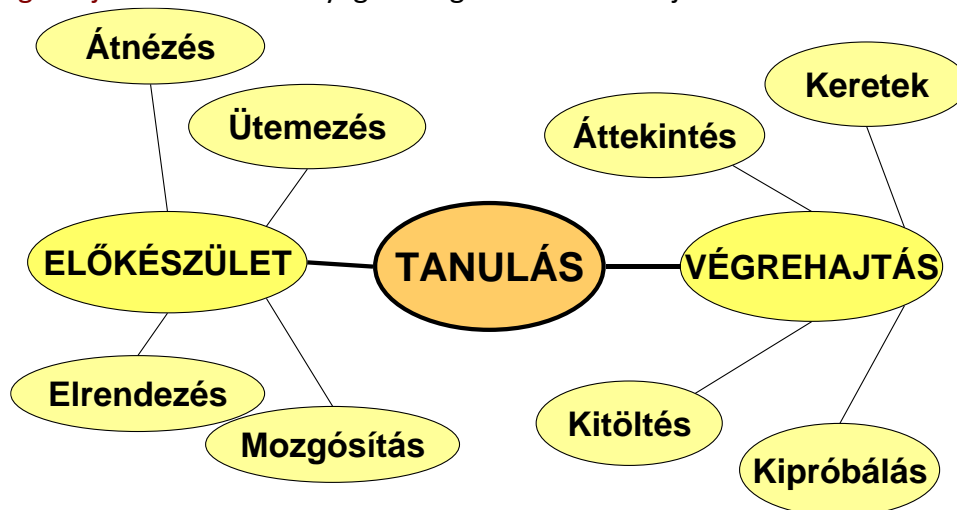 Átnézés
Ütemezés
Keretek
Áttekintés
ELŐKÉSZÜLET
TANULÁS
VÉGREHAJTÁS
Elrendezés
Mozgósítás
Kitöltés
Kipróbálás